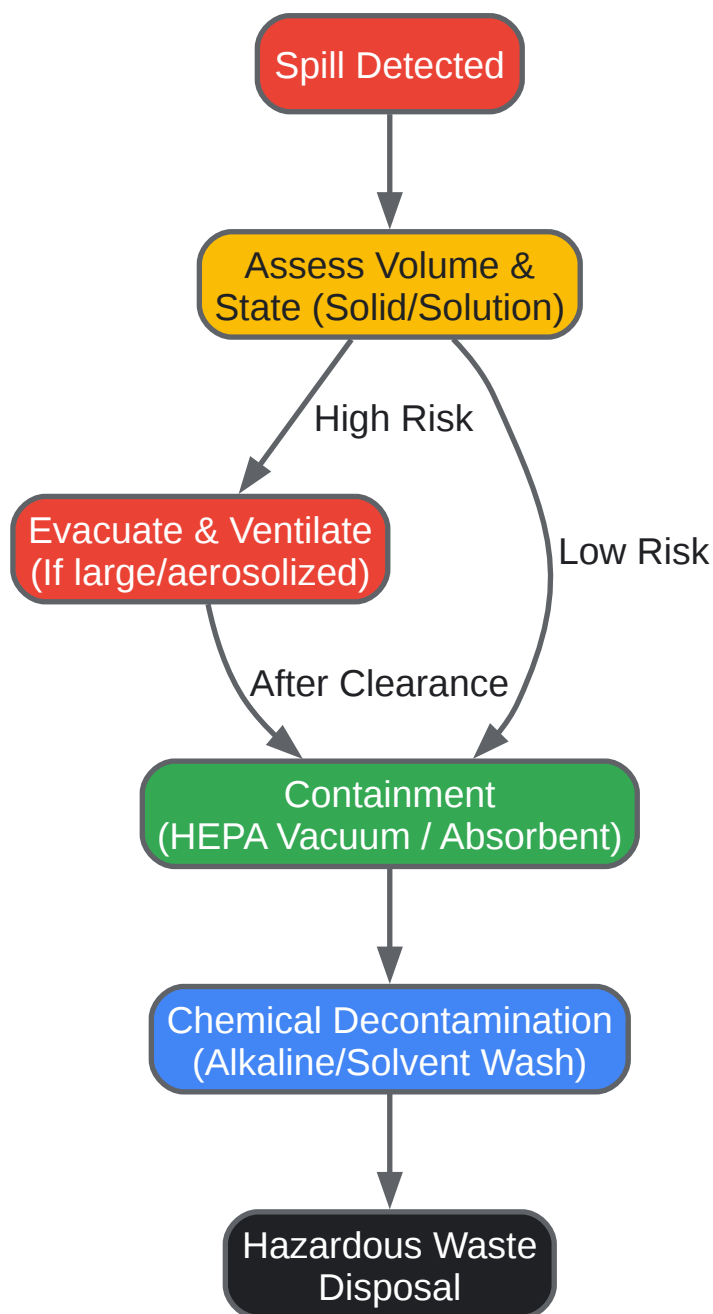 Spill Detected
Assess Volume &
State (Solid/Solution)
High Risk
Evacuate & Ventilate
(If large/aerosolized)
Low Risk
After Clearance
Containment
(HEPA Vacuum / Absorbent)
Chemical Decontamination
(Alkaline/Solvent Wash)
Hazardous Waste
Disposal